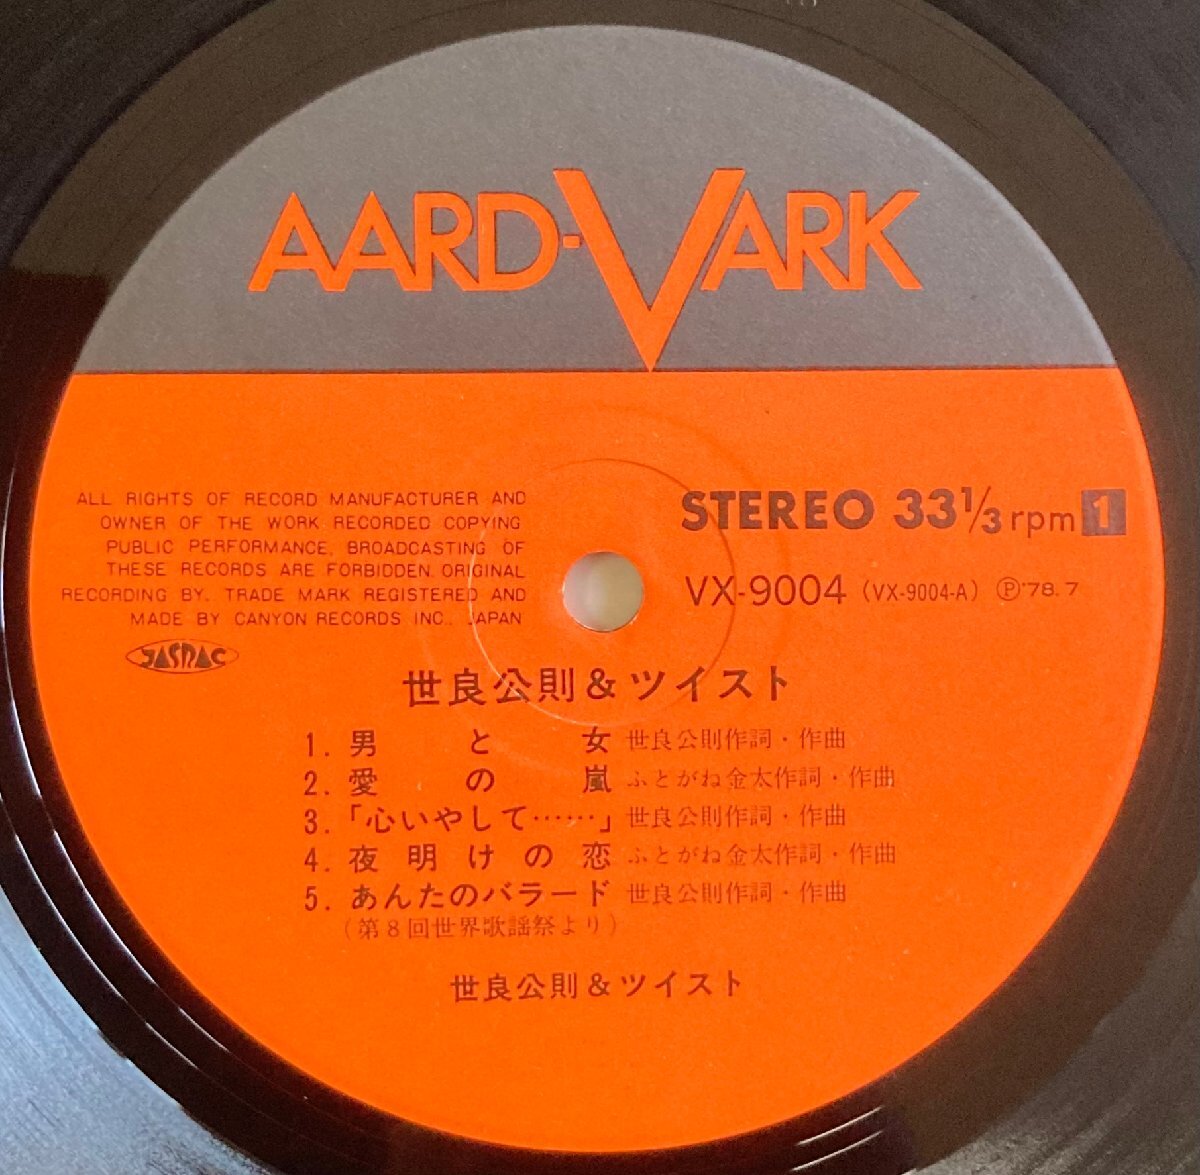 AARD-VARK
ALL RIGHTS OF RECORD MANUFACTURER AND
OWNER OF THE WORK RECORDED COPYING
PUBLIC PERFORMANCE, BROADCASTING OF
THESE RECORDS ARE FORBIDDEN. ORIGINAL
RECORDING BY. TRADE MARK REGISTERED AND
MADE BY CANYON RECORDS INC., JAPAN
JASRAC
STEREO 33 1/3 rpm 1
VX-9004 (VX-9004-A) Ⓟ'78.7
世良公則&ツイスト
1. 男と女 世良公則作詞・作曲
2. 愛の嵐 ふとがね金太作詞・作曲
3. 「心いやして……」 世良公則作詞・作曲
4. 夜明けの恋 ふとがね金太作詞・作曲
5. あんたのバラード 世良公則作詞・作曲
(第8回世界歌謡祭より)
世良公則&ツイスト